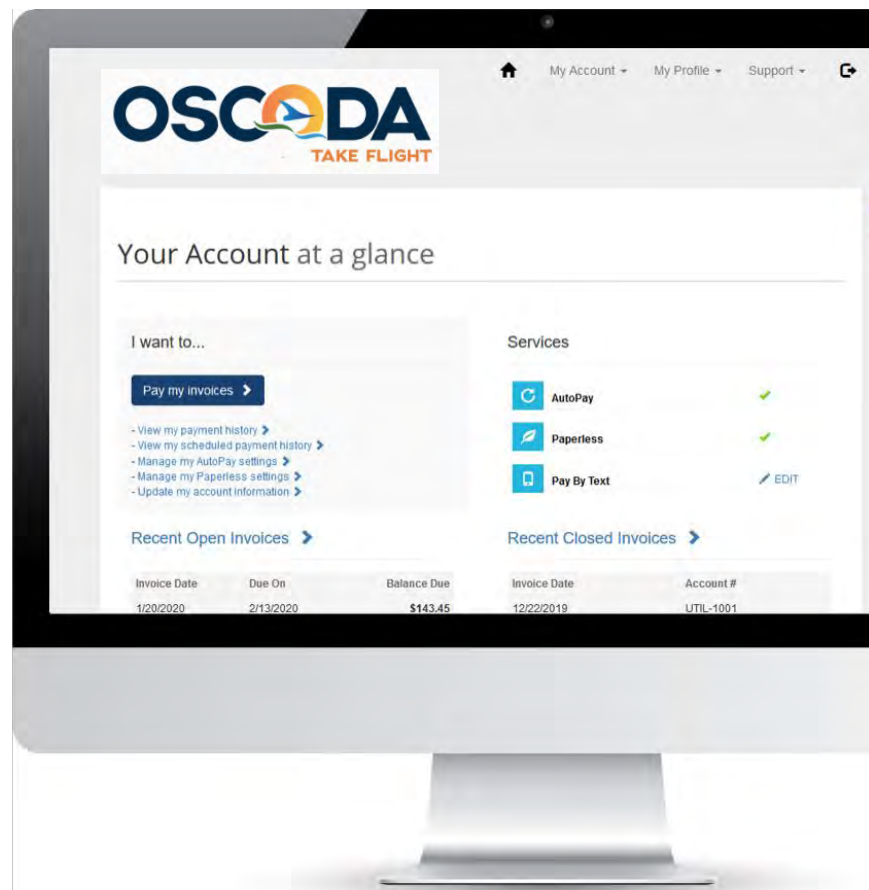 My Account
My Profile
Support
OSCODA
TAKE FLIGHT
Your Account at a glance
I want to...
Pay my invoices
- View my payment history
- View my scheduled payment history
- Manage my AutoPay settings
- Manage my Paperless settings
- Update my account information
Services
AutoPay
Paperless
Pay By Text
EDIT
Recent Open Invoices
Invoice Date Due On Balance Due
1/20/2020 2/13/2020 $143.45
Recent Closed Invoices
Invoice Date Account #
12/22/2019 UTIL-1001